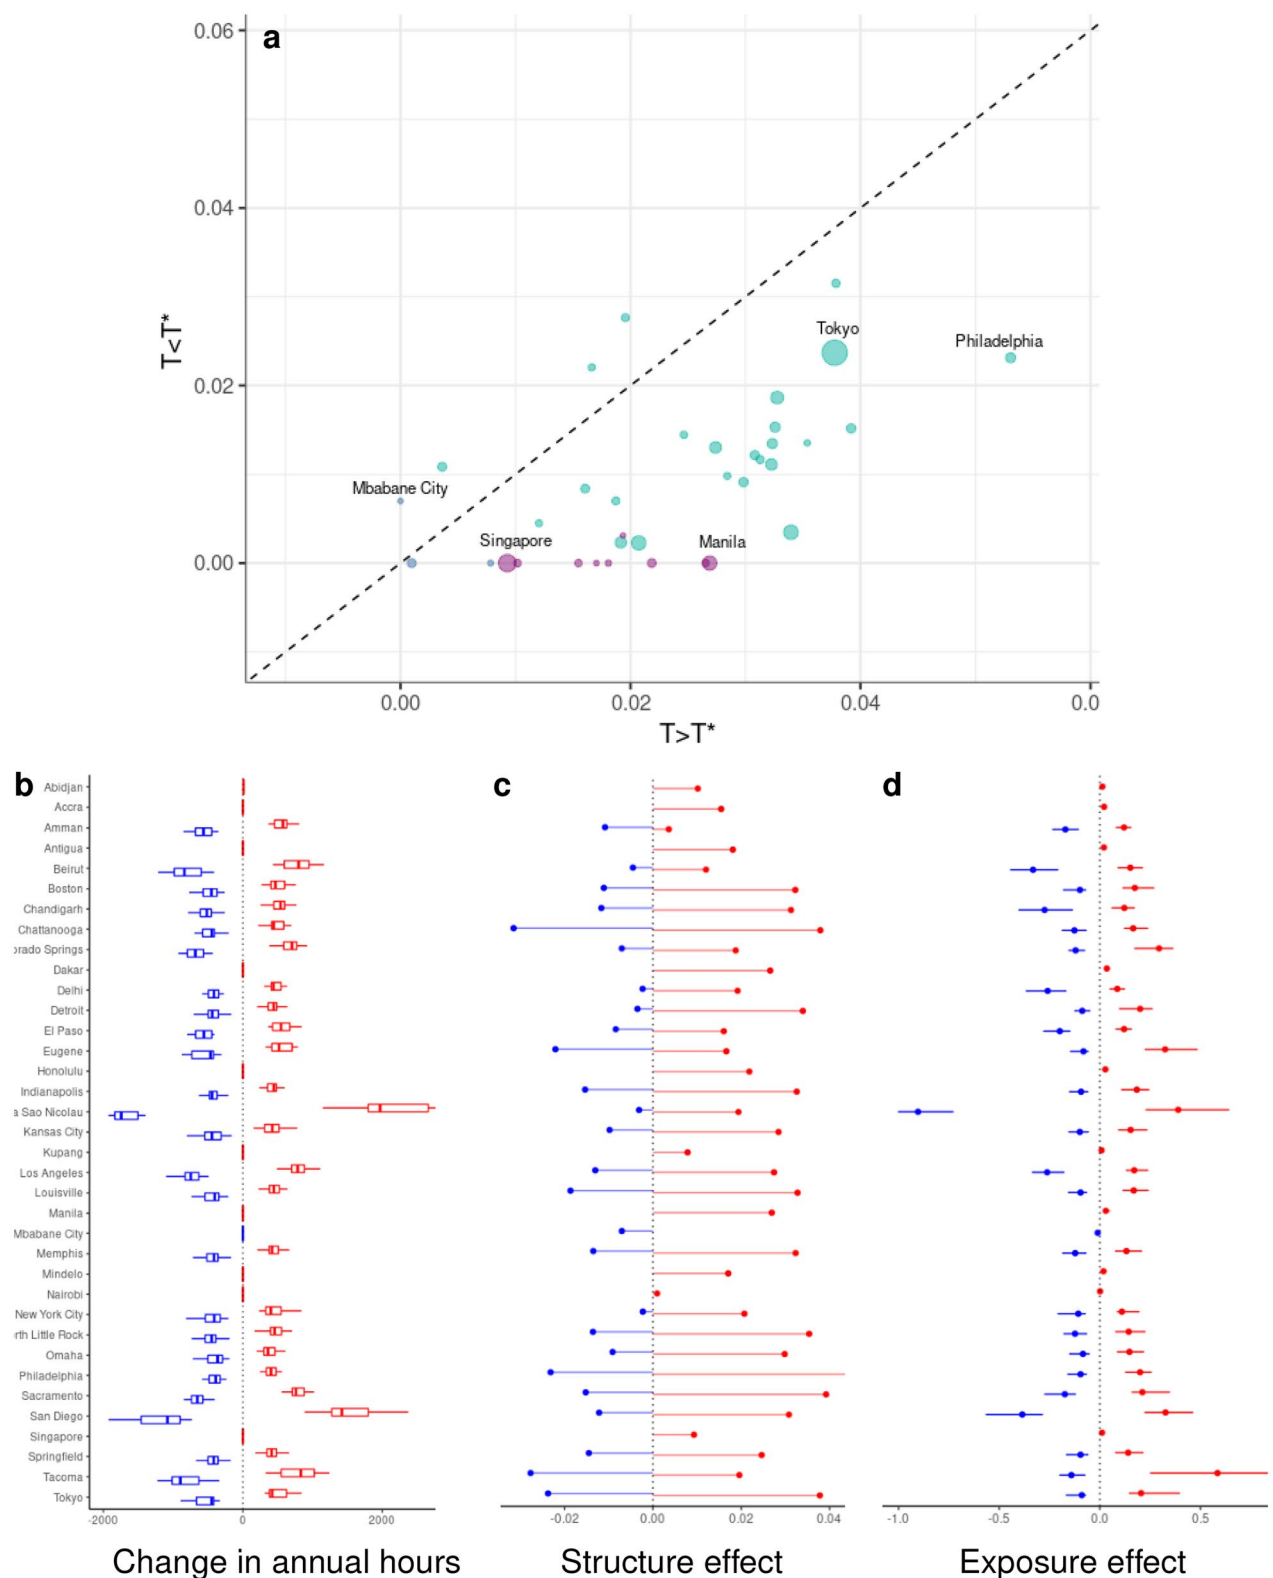 a
0.06
0.04
0.02
0.00
T<T*
Tokyo
Philadelphia
Mbabane City
Singapore
Manila
0.00
0.02
0.04
0.0
T>T*
b
c
d
Abidjan
Accra
Amman
Antigua
Beirut
Boston
Chandigarh
Chattanooga
orado Springs
Dakar
Delhi
Detroit
El Paso
Eugene
Honolulu
Indianapolis
a Sao Nicolau
Kansas City
Kupang
Los Angeles
Louisville
Manila
Mbabane City
Memphis
Mindelo
Nairobi
New York City
rth Little Rock
Omaha
Philadelphia
Sacramento
San Diego
Singapore
Springfield
Tacoma
Tokyo
-2000 0 2000
-0.02 0.00 0.02 0.04
-1.0 -0.5 0.0 0.5
Change in annual hours
Structure effect
Exposure effect